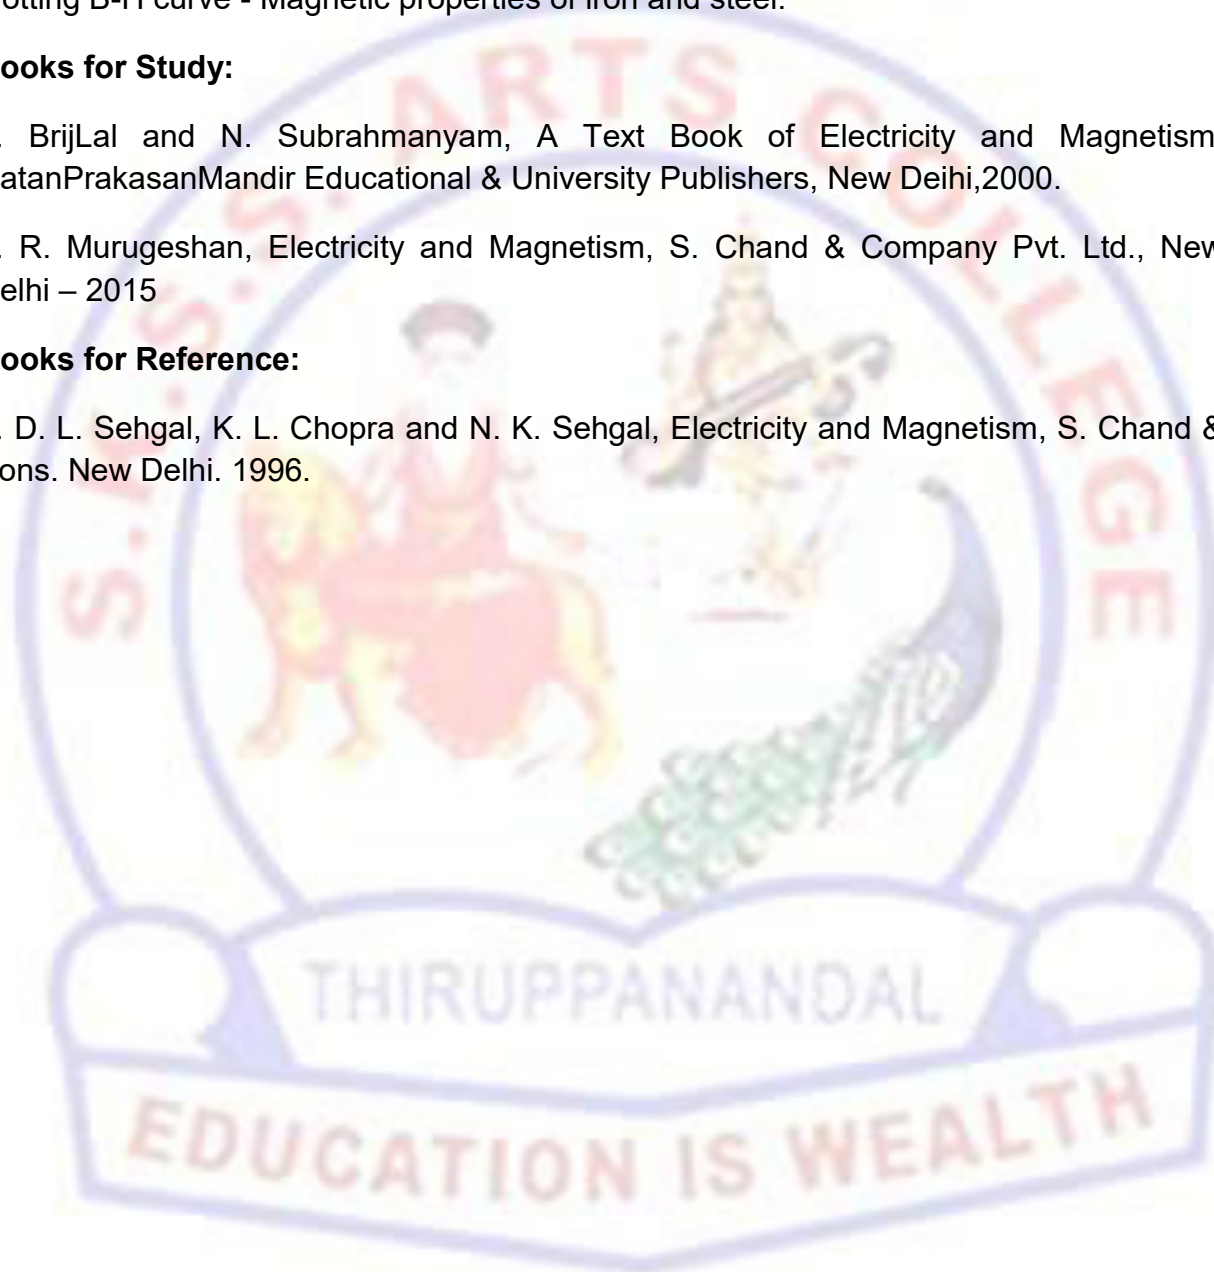 otting B-H curve - Magnetic properties of iron and steel.
ooks for Study:
. BrijLal and N. Subrahmanyam, A Text Book of Electricity and Magnetism
atanPrakasanMandir Educational & University Publishers, New Deihi,2000.
. R. Murugeshan, Electricity and Magnetism, S. Chand & Company Pvt. Ltd., New
elhi – 2015
ooks for Reference:
. D. L. Sehgal, K. L. Chopra and N. K. Sehgal, Electricity and Magnetism, S. Chand &
ons. New Delhi. 1996.
S.K.S.S. ARTS COLLEGE
THIRUPPANANDAL
EDUCATION IS WEALTH